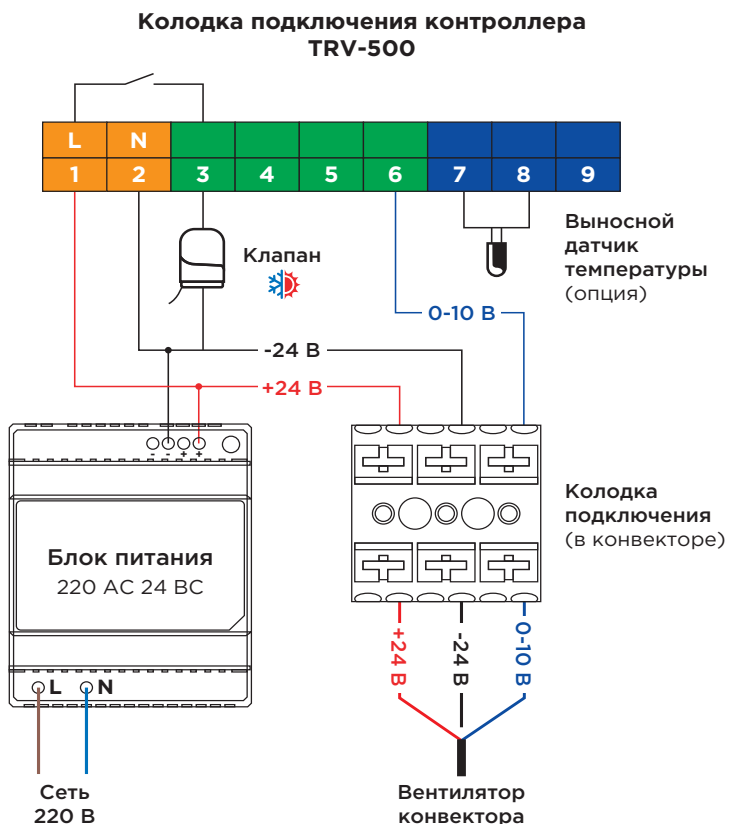 Колодка подключения контроллера
TRV-500
L N
1 2 3 4 5 6 7 8 9
Клапан
Выносной
датчик
температуры
(опция)
0-10 В
-24 В
+24 В
- - + +
Блок питания
220 AC 24 BC
Колодка
подключения
(в конвекторе)
+24 В
-24 В
0-10 В
L N
Сеть
220 В
Вентилятор
конвектора